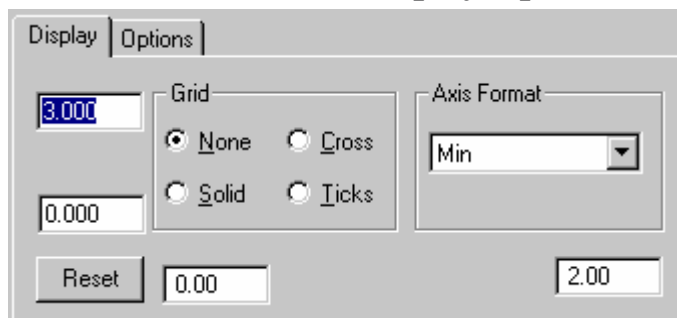 Display Options
3.000
Grid
Axis Format
None Cross
Min
Solid Ticks
0.000
Reset 0.00 2.00